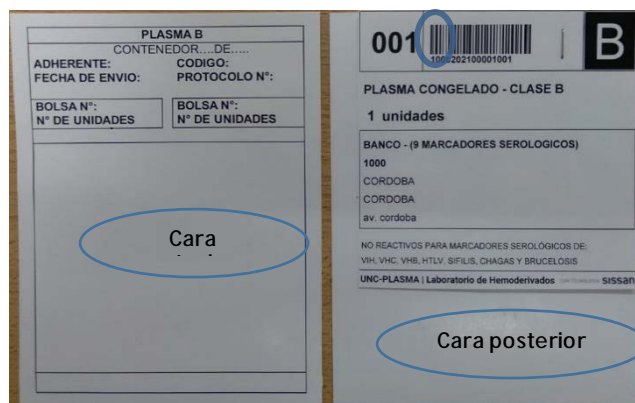 PLASMA B
CONTENEDOR....DE.....
ADHERENTE: CODIGO:
FECHA DE ENVIO: PROTOCOLO N°:
BOLSA N°:
N° DE UNIDADES
BOLSA N°:
N° DE UNIDADES
Cara
001
B
PLASMA CONGELADO - CLASE B
1 unidades
BANCO - (9 MARCADORES SEROLOGICOS)
1000
CORDOBA
CORDOBA
av. cordoba
NO REACTIVOS PARA MARCADORES SEROLÓGICOS DE:
VIH, VHC, VHB, HTLV, SIFILIS, CHAGAS Y BRUCELOSIS
UNC-PLASMA | Laboratorio de Hemoderivados
Cara posterior